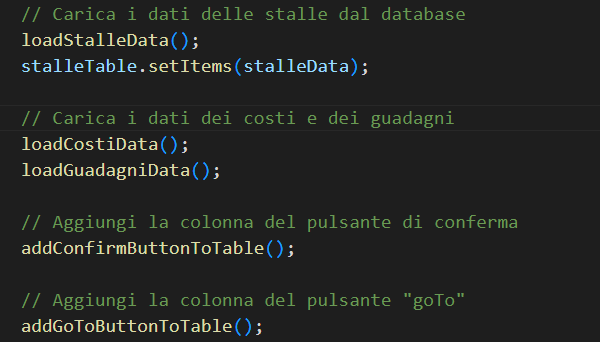 // Carica i dati delle stalle dal database
loadStalleData();
stalleTable.setItems(stalleData);
// Carica i dati dei costi e dei guadagni
loadCostiData();
loadGuadagniData();
// Aggiungi la colonna del pulsante di conferma
addConfirmButtonToTable();
// Aggiungi la colonna del pulsante "goTo"
addGoToButtonToTable();